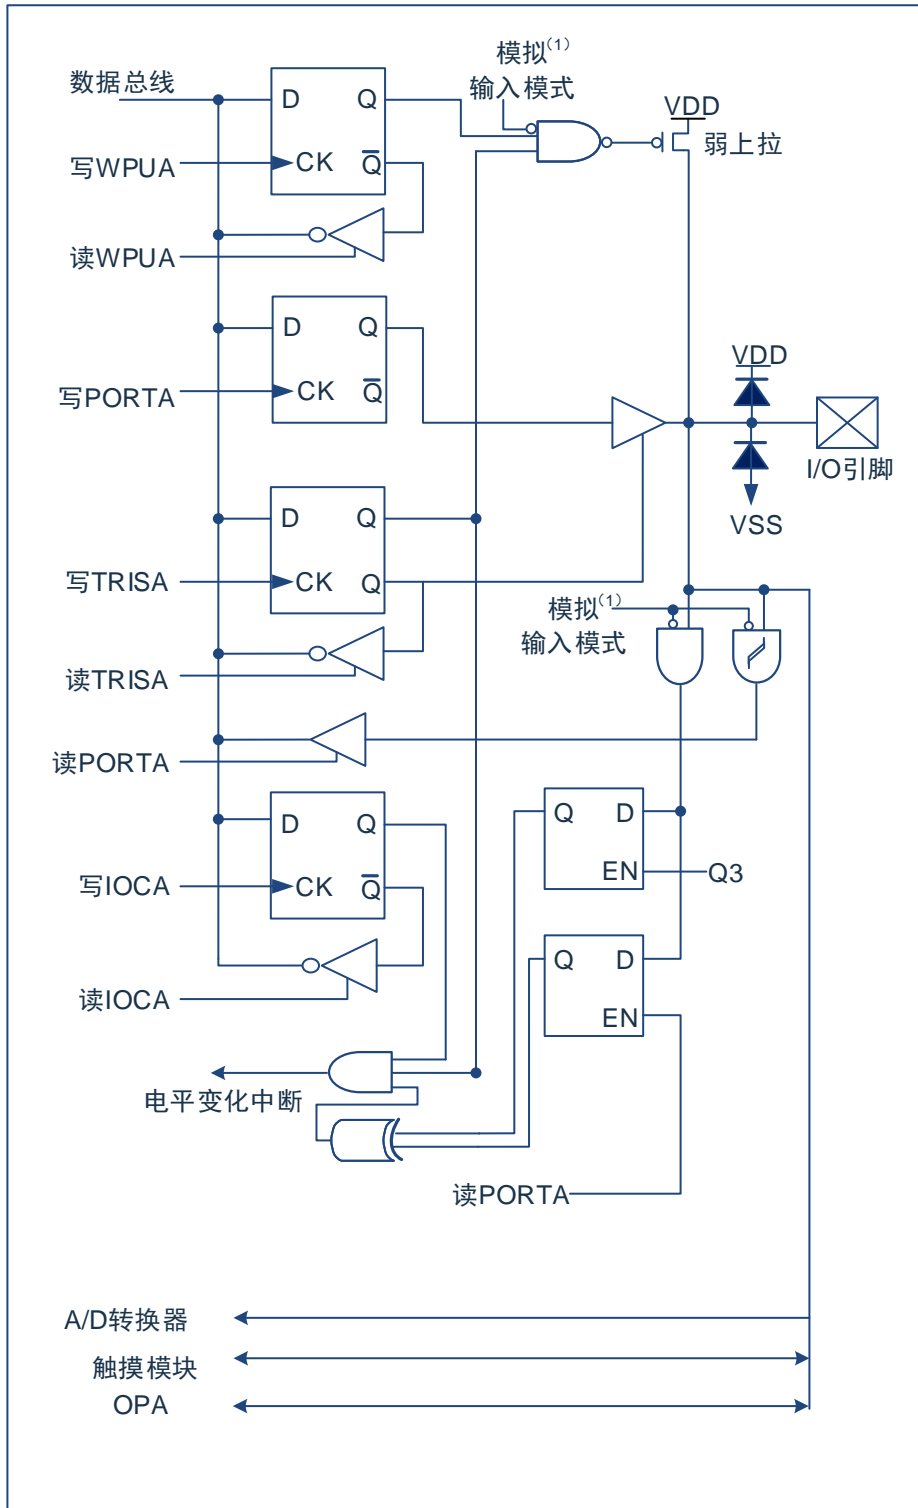 模拟(1)
输入模式
数据总线
D
Q
VDD
弱上拉
写WPUA
CK
Q̅
读WPUA
D
Q
写PORTA
CK
Q̅
VDD
I/O引脚
VSS
D
Q
写TRISA
CK
Q
模拟(1)
输入模式
读TRISA
读PORTA
D
Q
Q
D
写IOCA
CK
Q̅
EN
Q3
Q
D
读IOCA
EN
电平变化中断
读PORTA
A/D转换器
触摸模块
OPA